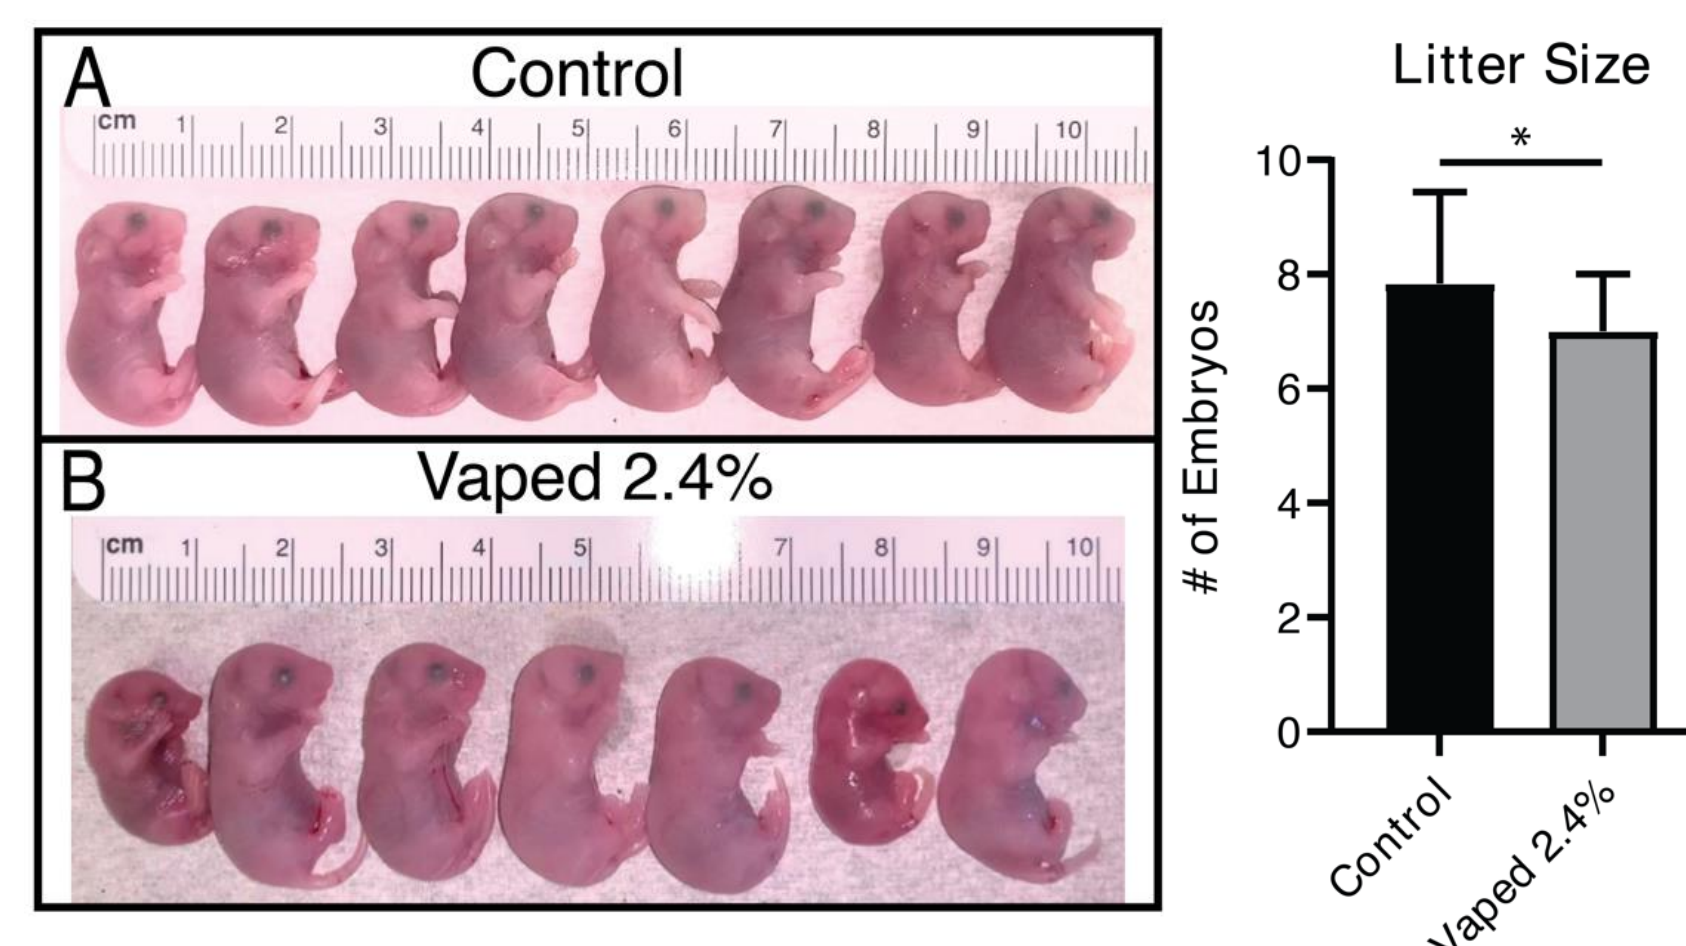 A
Control
cm 1 2 3 4 5 6 7 8 9 10
B
Vaped 2.4%
cm 1 2 3 4 5 7 8 9 10
Litter Size
*
# of Embryos
10
8
6
4
2
0
Control
Vaped 2.4%